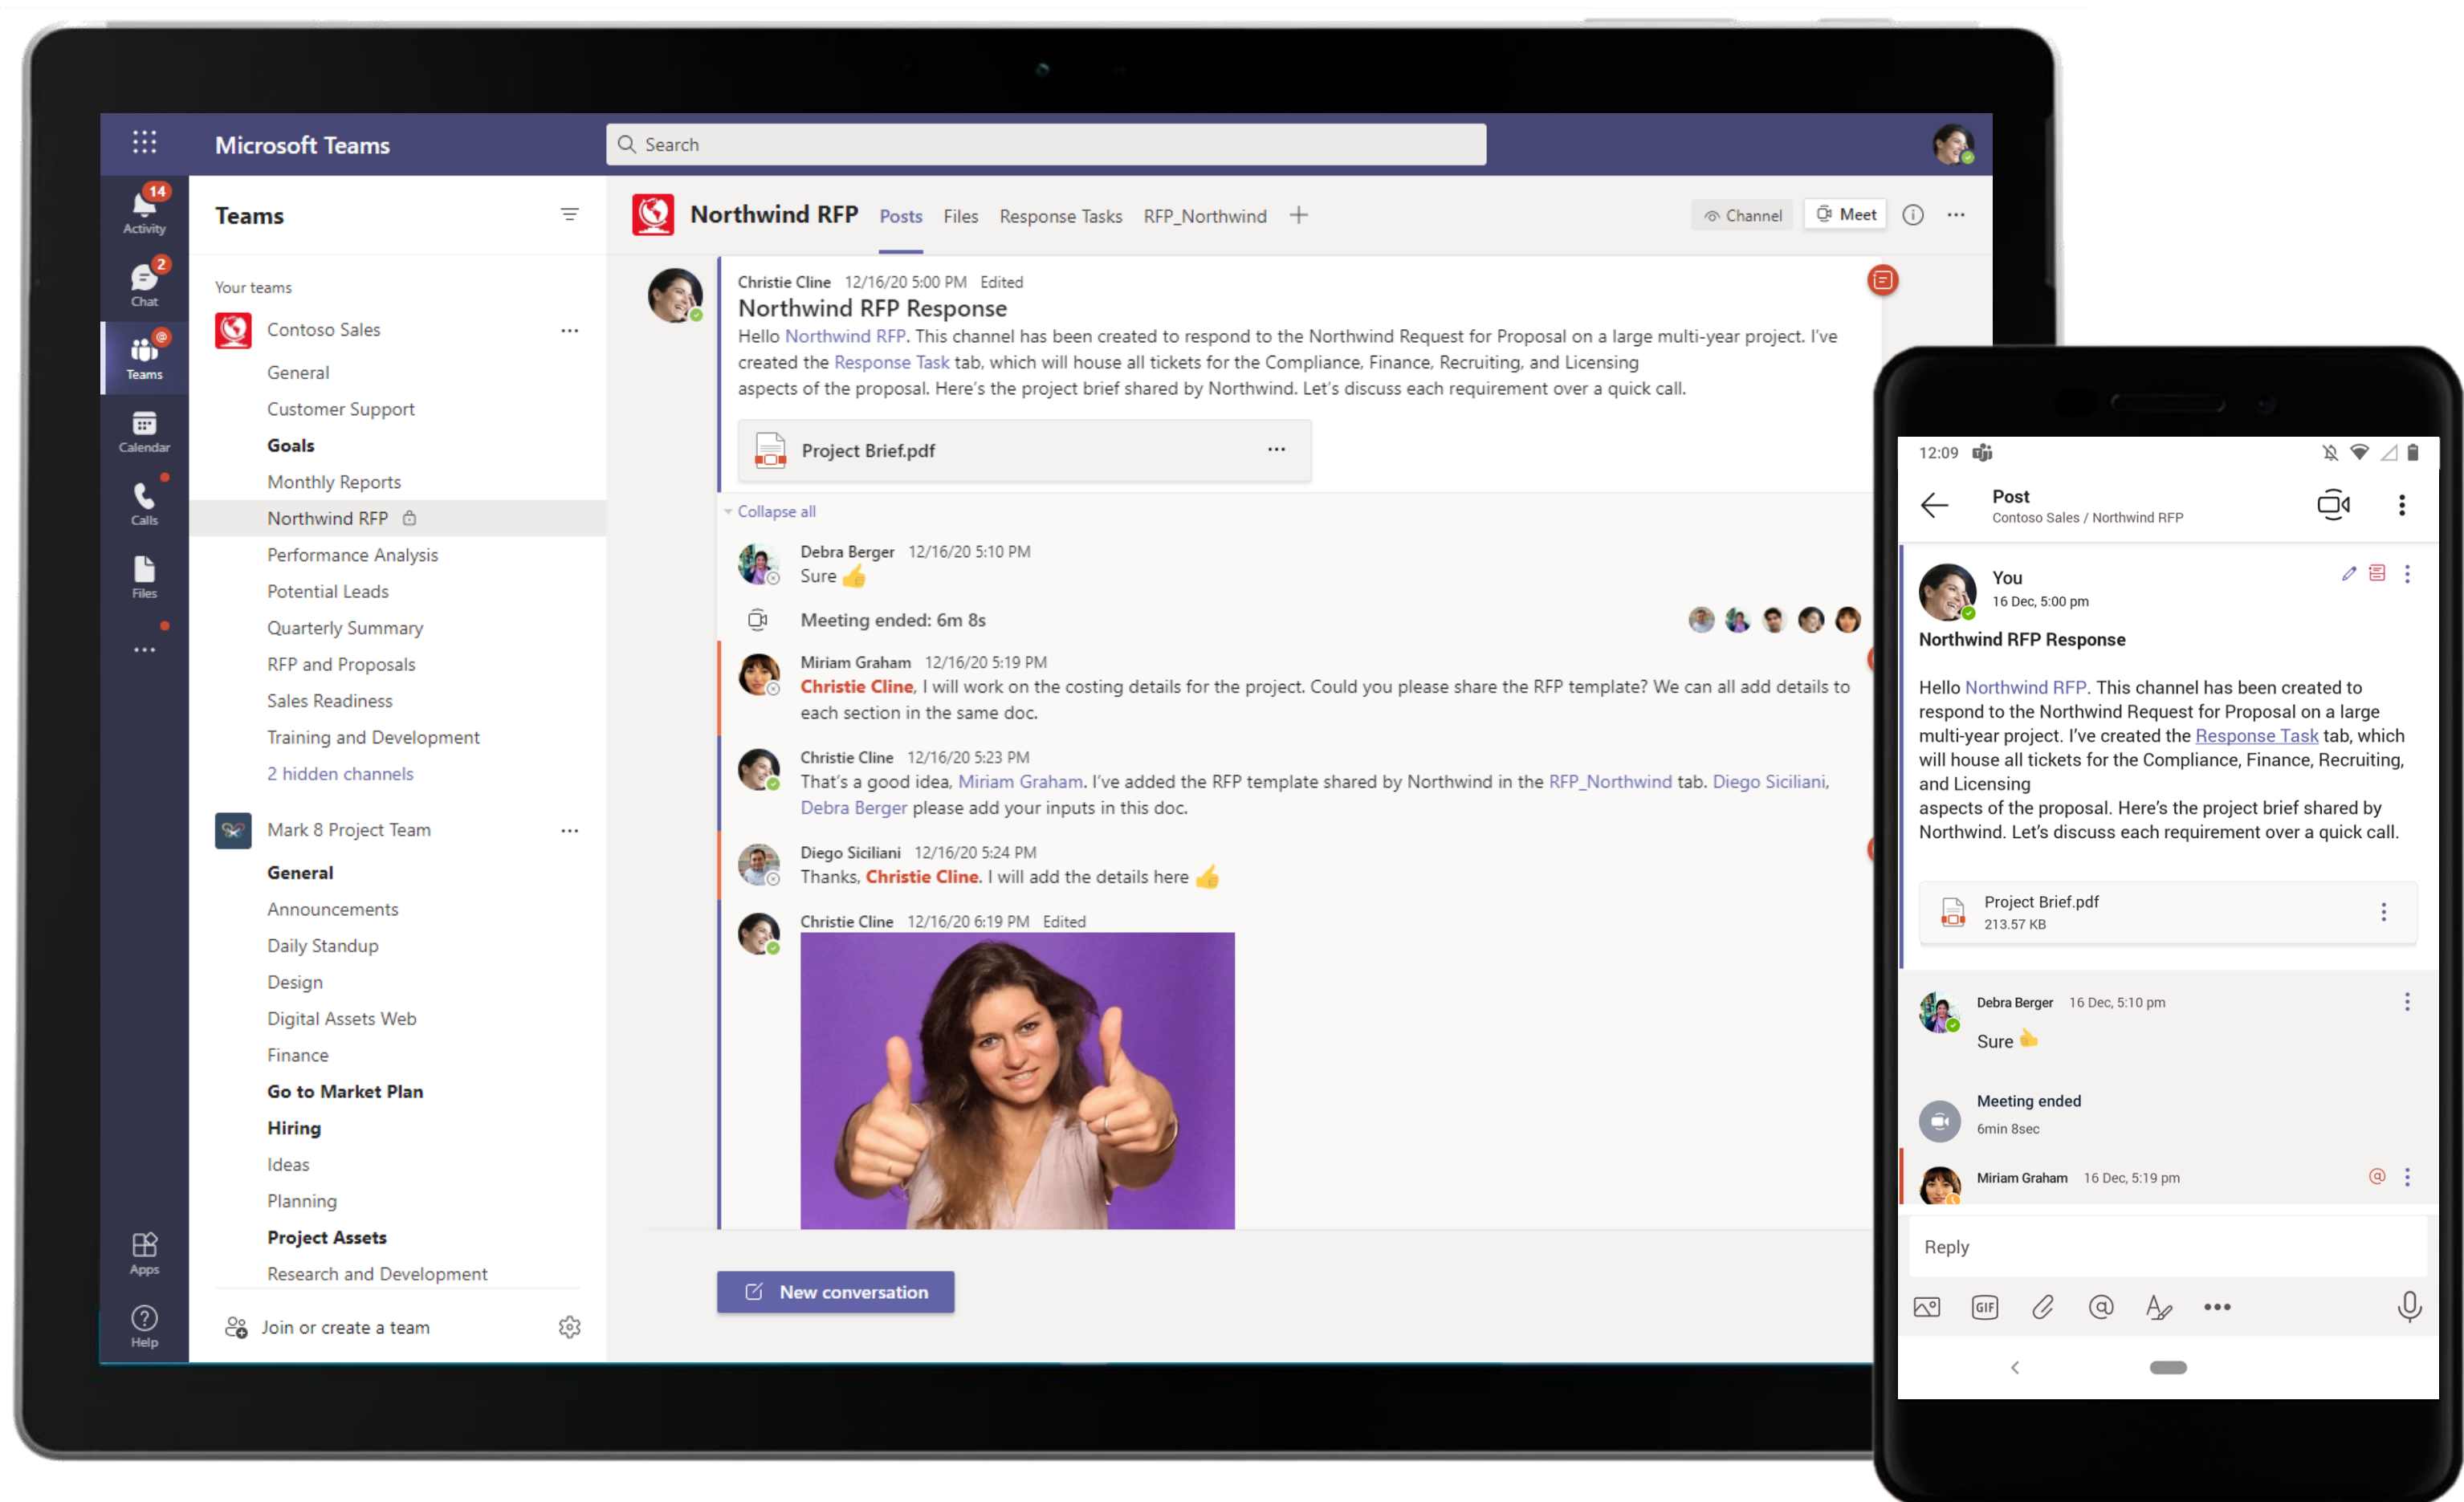 Microsoft Teams
Search
14
Activity
2
Chat
@
Teams
Calendar
Calls
Files
Apps
Help
Teams
Your teams
Contoso Sales
General
Customer Support
Goals
Monthly Reports
Northwind RFP
Performance Analysis
Potential Leads
Quarterly Summary
RFP and Proposals
Sales Readiness
Training and Development
2 hidden channels
Mark 8 Project Team
General
Announcements
Daily Standup
Design
Digital Assets Web
Finance
Go to Market Plan
Hiring
Ideas
Planning
Project Assets
Research and Development
Join or create a team
Northwind RFP Posts Files Response Tasks RFP_Northwind
Channel Meet
Christie Cline 12/16/20 5:00 PM Edited
Northwind RFP Response
Hello Northwind RFP. This channel has been created to respond to the Northwind Request for Proposal on a large multi-year project. I've
created the Response Task tab, which will house all tickets for the Compliance, Finance, Recruiting, and Licensing
aspects of the proposal. Here's the project brief shared by Northwind. Let's discuss each requirement over a quick call.
Project Brief.pdf
Collapse all
Debra Berger 12/16/20 5:10 PM
Sure 👍
Meeting ended: 6m 8s
Miriam Graham 12/16/20 5:19 PM
Christie Cline, I will work on the costing details for the project. Could you please share the RFP template? We can all add details to
each section in the same doc.
Christie Cline 12/16/20 5:23 PM
That's a good idea, Miriam Graham. I've added the RFP template shared by Northwind in the RFP_Northwind tab. Diego Siciliani,
Debra Berger please add your inputs in this doc.
Diego Siciliani 12/16/20 5:24 PM
Thanks, Christie Cline. I will add the details here 👍
Christie Cline 12/16/20 6:19 PM Edited
New conversation
12:09
Post
Contoso Sales / Northwind RFP
You
16 Dec, 5:00 pm
Northwind RFP Response
Hello Northwind RFP. This channel has been created to
respond to the Northwind Request for Proposal on a large
multi-year project. I've created the Response Task tab, which
will house all tickets for the Compliance, Finance, Recruiting,
and Licensing
aspects of the proposal. Here's the project brief shared by
Northwind. Let's discuss each requirement over a quick call.
Project Brief.pdf
213.57 KB
Debra Berger 16 Dec, 5:10 pm
Sure 👍
Meeting ended
6min 8sec
Miriam Graham 16 Dec, 5:19 pm @
Reply
GIF @